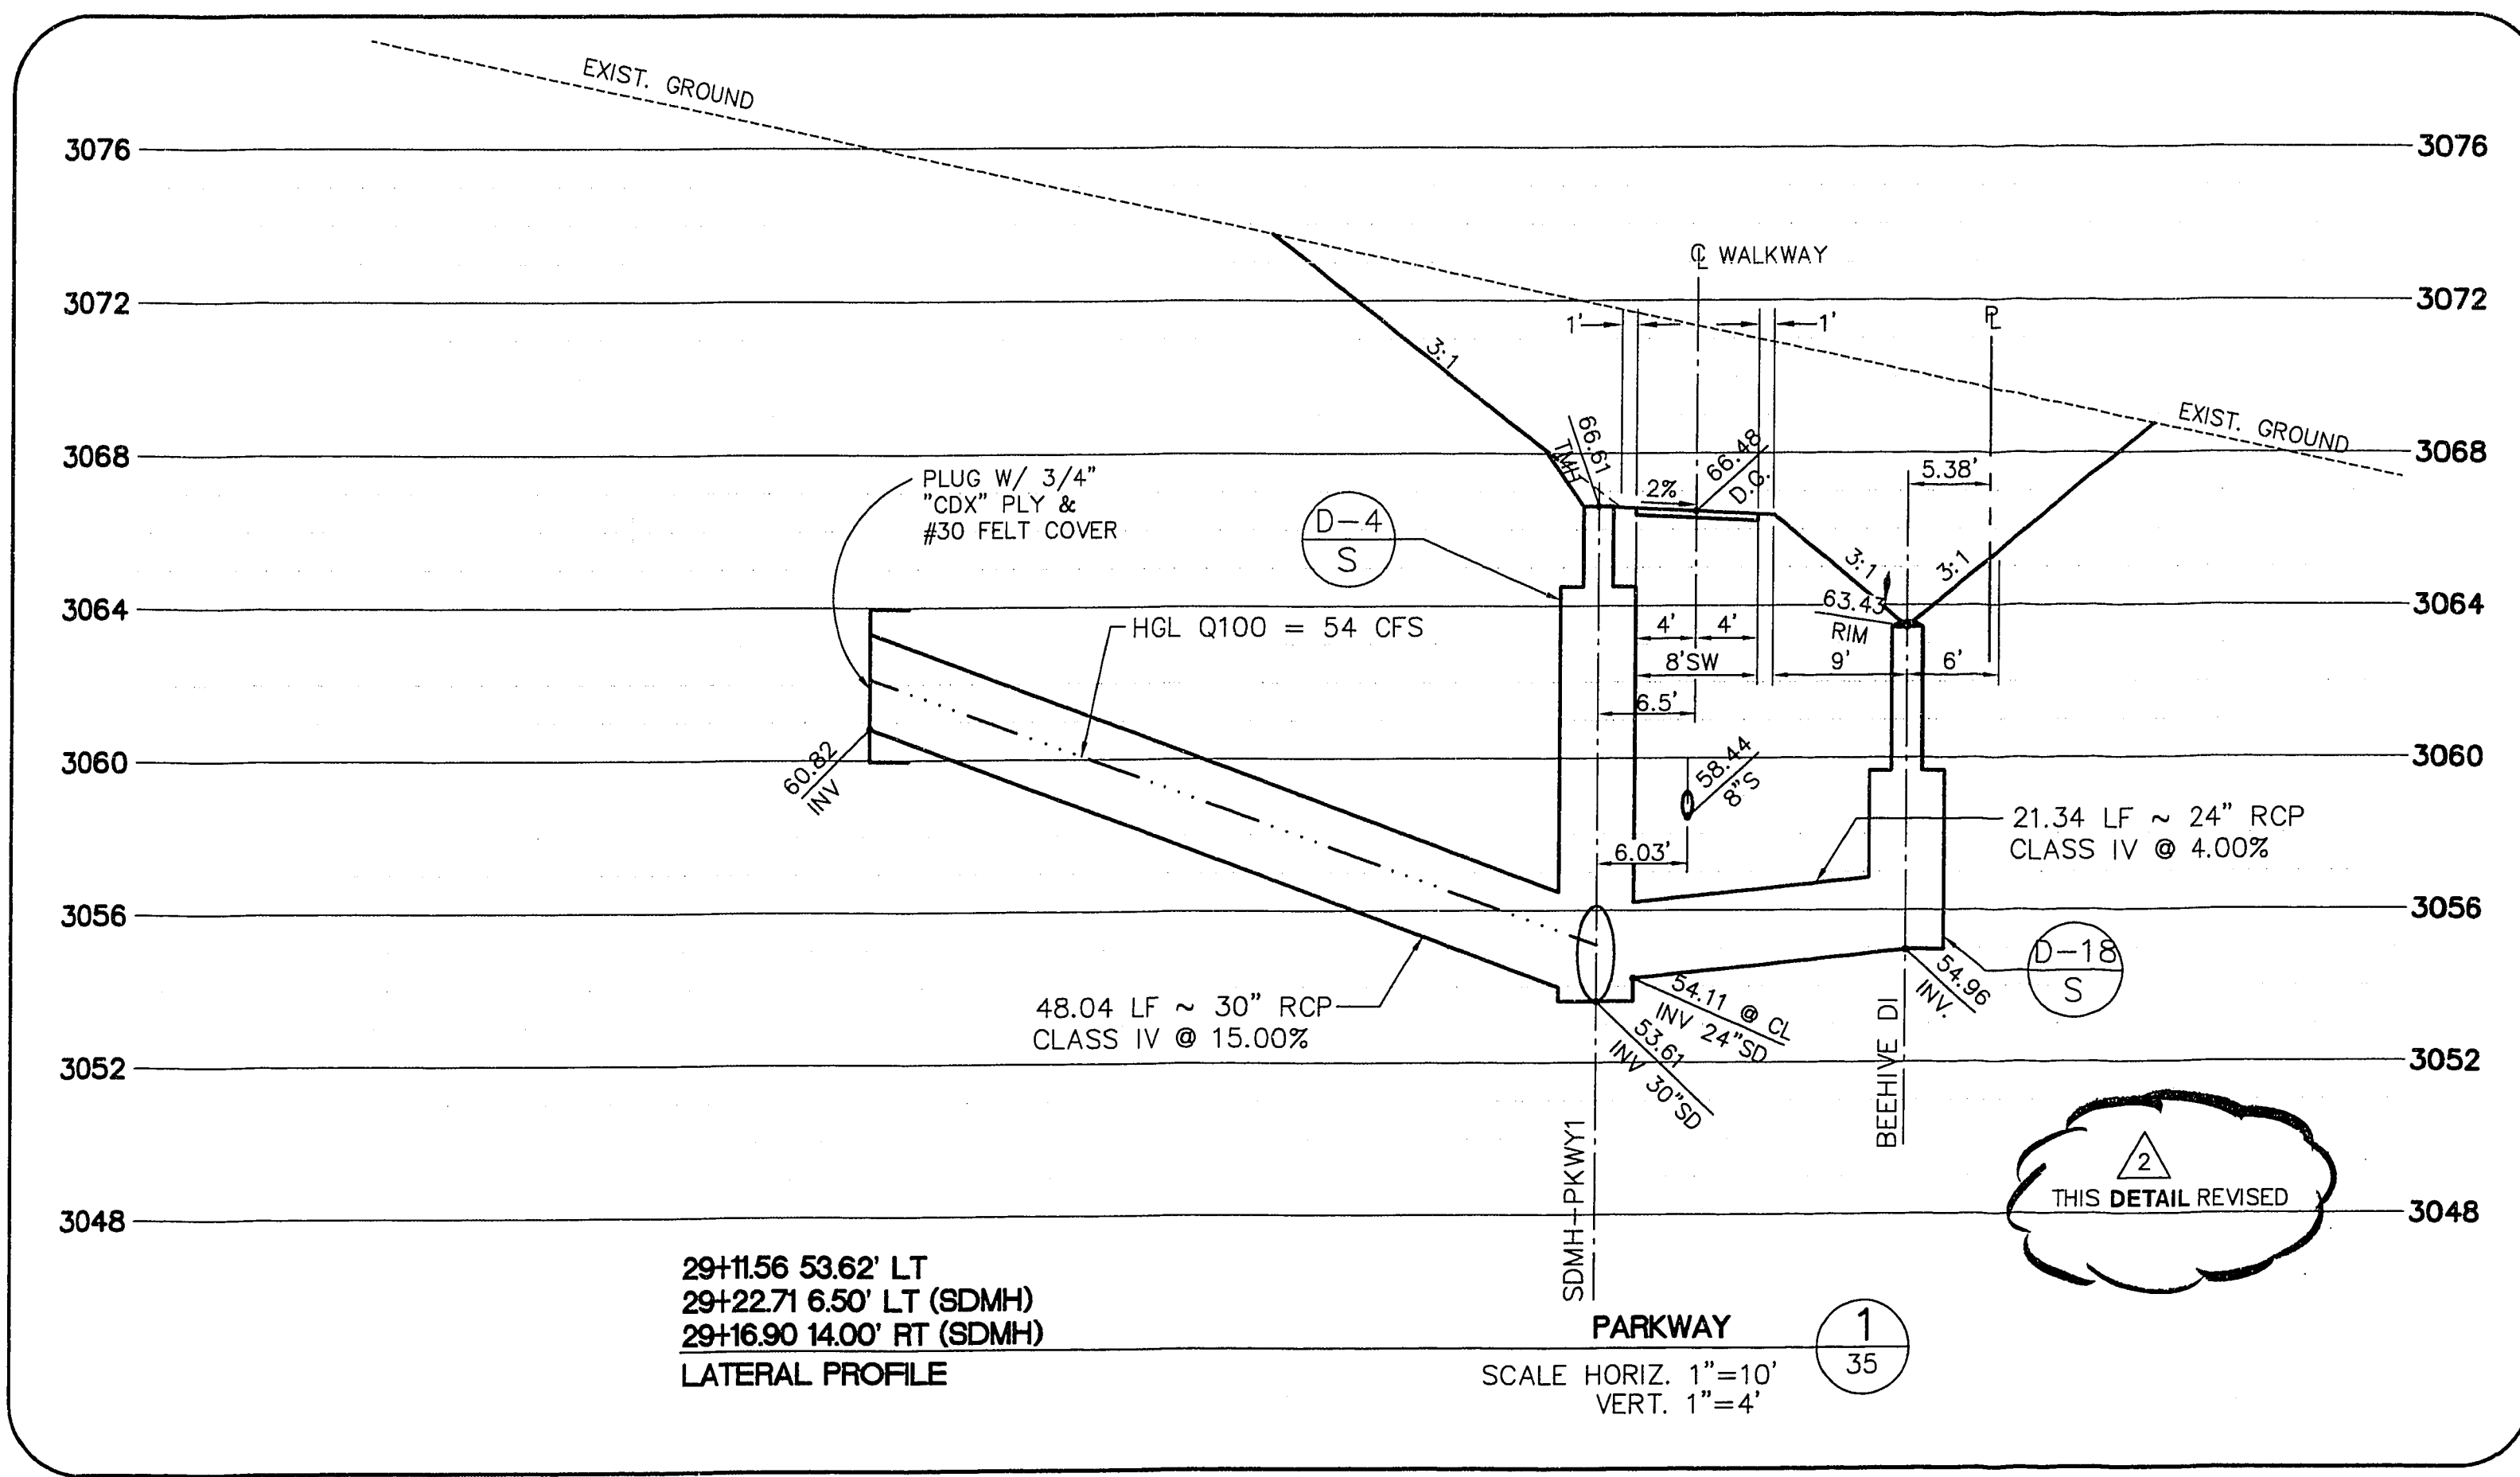 EXIST. GROUND
3076
3076
℄ WALKWAY
3072
3072
1'
1'
PL
3:1
EXIST. GROUND
3068
3068
66.61
TMH
66.48
D.G.
2%
5.38'
PLUG W/ 3/4"
"CDX" PLY &
#30 FELT COVER
D-4
S
3:1
3:1
3064
3064
63.43
RIM
HGL Q100 = 54 CFS
4'
4'
8'SW
9'
6'
6.5'
60.82
INV
58.44
8"S
3060
3060
21.34 LF ~ 24" RCP
CLASS IV @ 4.00%
6.03'
3056
3056
D-18
S
54.96
INV.
54.11 @ CL
INV 24"SD
53.61
INV 30"SD
48.04 LF ~ 30" RCP
CLASS IV @ 15.00%
3052
3052
BEEHIVE DI
SDMH-PKWY1
2
THIS DETAIL REVISED
3048
3048
29+11.56 53.62' LT
29+22.71 6.50' LT (SDMH)
29+16.90 14.00' RT (SDMH)
LATERAL PROFILE
PARKWAY
1
35
SCALE HORIZ. 1"=10'
VERT. 1"=4'